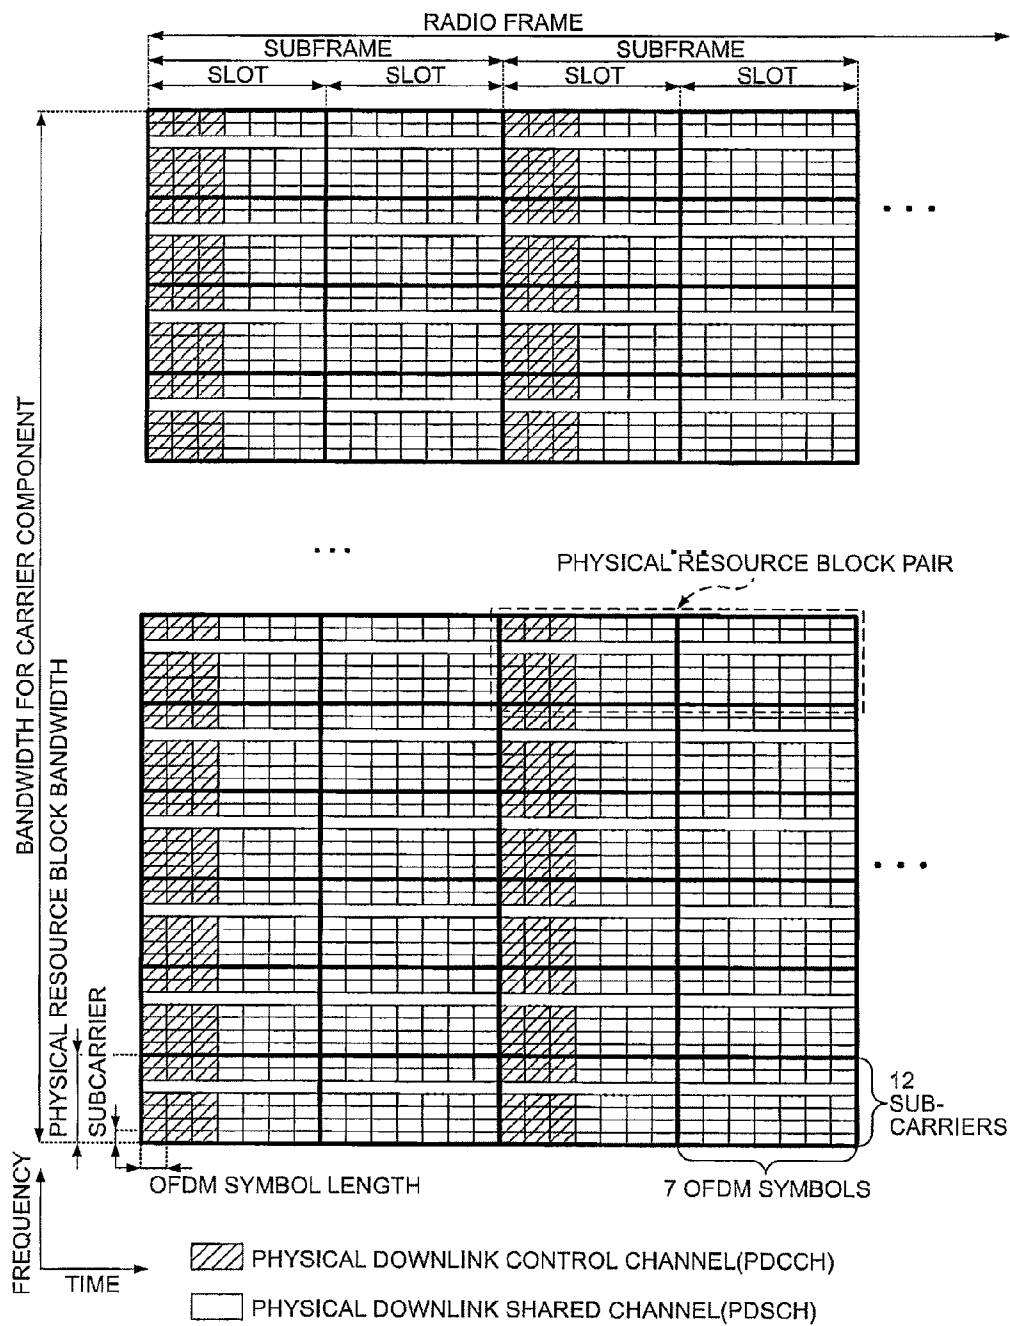 RADIO FRAME
SUBFRAME
SUBFRAME
SLOT
SLOT
SLOT
SLOT
. . .
BANDWIDTH FOR CARRIER COMPONENT
. . .
. . .
PHYSICAL RESOURCE BLOCK PAIR
PHYSICAL RESOURCE BLOCK BANDWIDTH
. . .
SUBCARRIER
12
SUB-
CARRIERS
OFDM SYMBOL LENGTH
7 OFDM SYMBOLS
FREQUENCY
TIME
PHYSICAL DOWNLINK CONTROL CHANNEL(PDCCH)
PHYSICAL DOWNLINK SHARED CHANNEL(PDSCH)